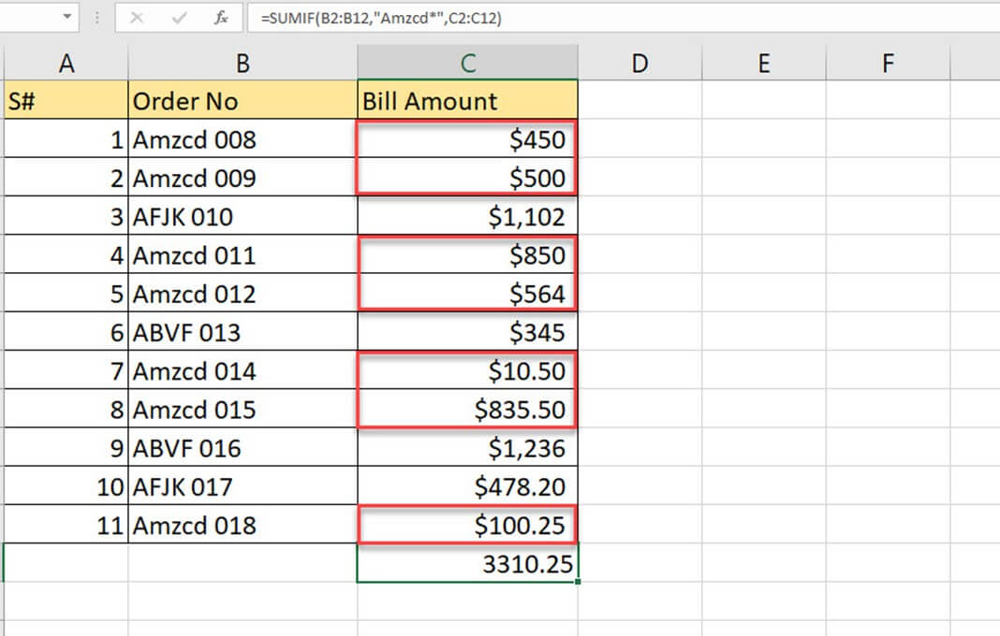 fx =SUMIF(B2:B12,"Amzcd*",C2:C12)
A B C D E F
S# Order No Bill Amount
1 Amzcd 008 $450
2 Amzcd 009 $500
3 AFJK 010 $1,102
4 Amzcd 011 $850
5 Amzcd 012 $564
6 ABVF 013 $345
7 Amzcd 014 $10.50
8 Amzcd 015 $835.50
9 ABVF 016 $1,236
10 AFJK 017 $478.20
11 Amzcd 018 $100.25
3310.25